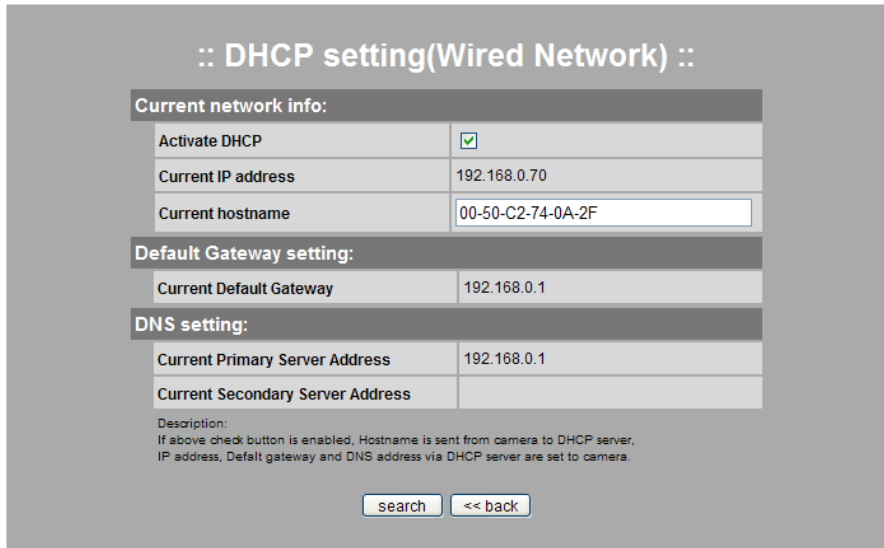 :: DHCP setting(Wired Network) ::
Current network info:
Activate DHCP
Current IP address 192.168.0.70
Current hostname 00-50-C2-74-0A-2F
Default Gateway setting:
Current Default Gateway 192.168.0.1
DNS setting:
Current Primary Server Address 192.168.0.1
Current Secondary Server Address
Description:
If above check button is enabled, Hostname is sent from camera to DHCP server,
IP address, Defalt gateway and DNS address via DHCP server are set to camera.
search << back